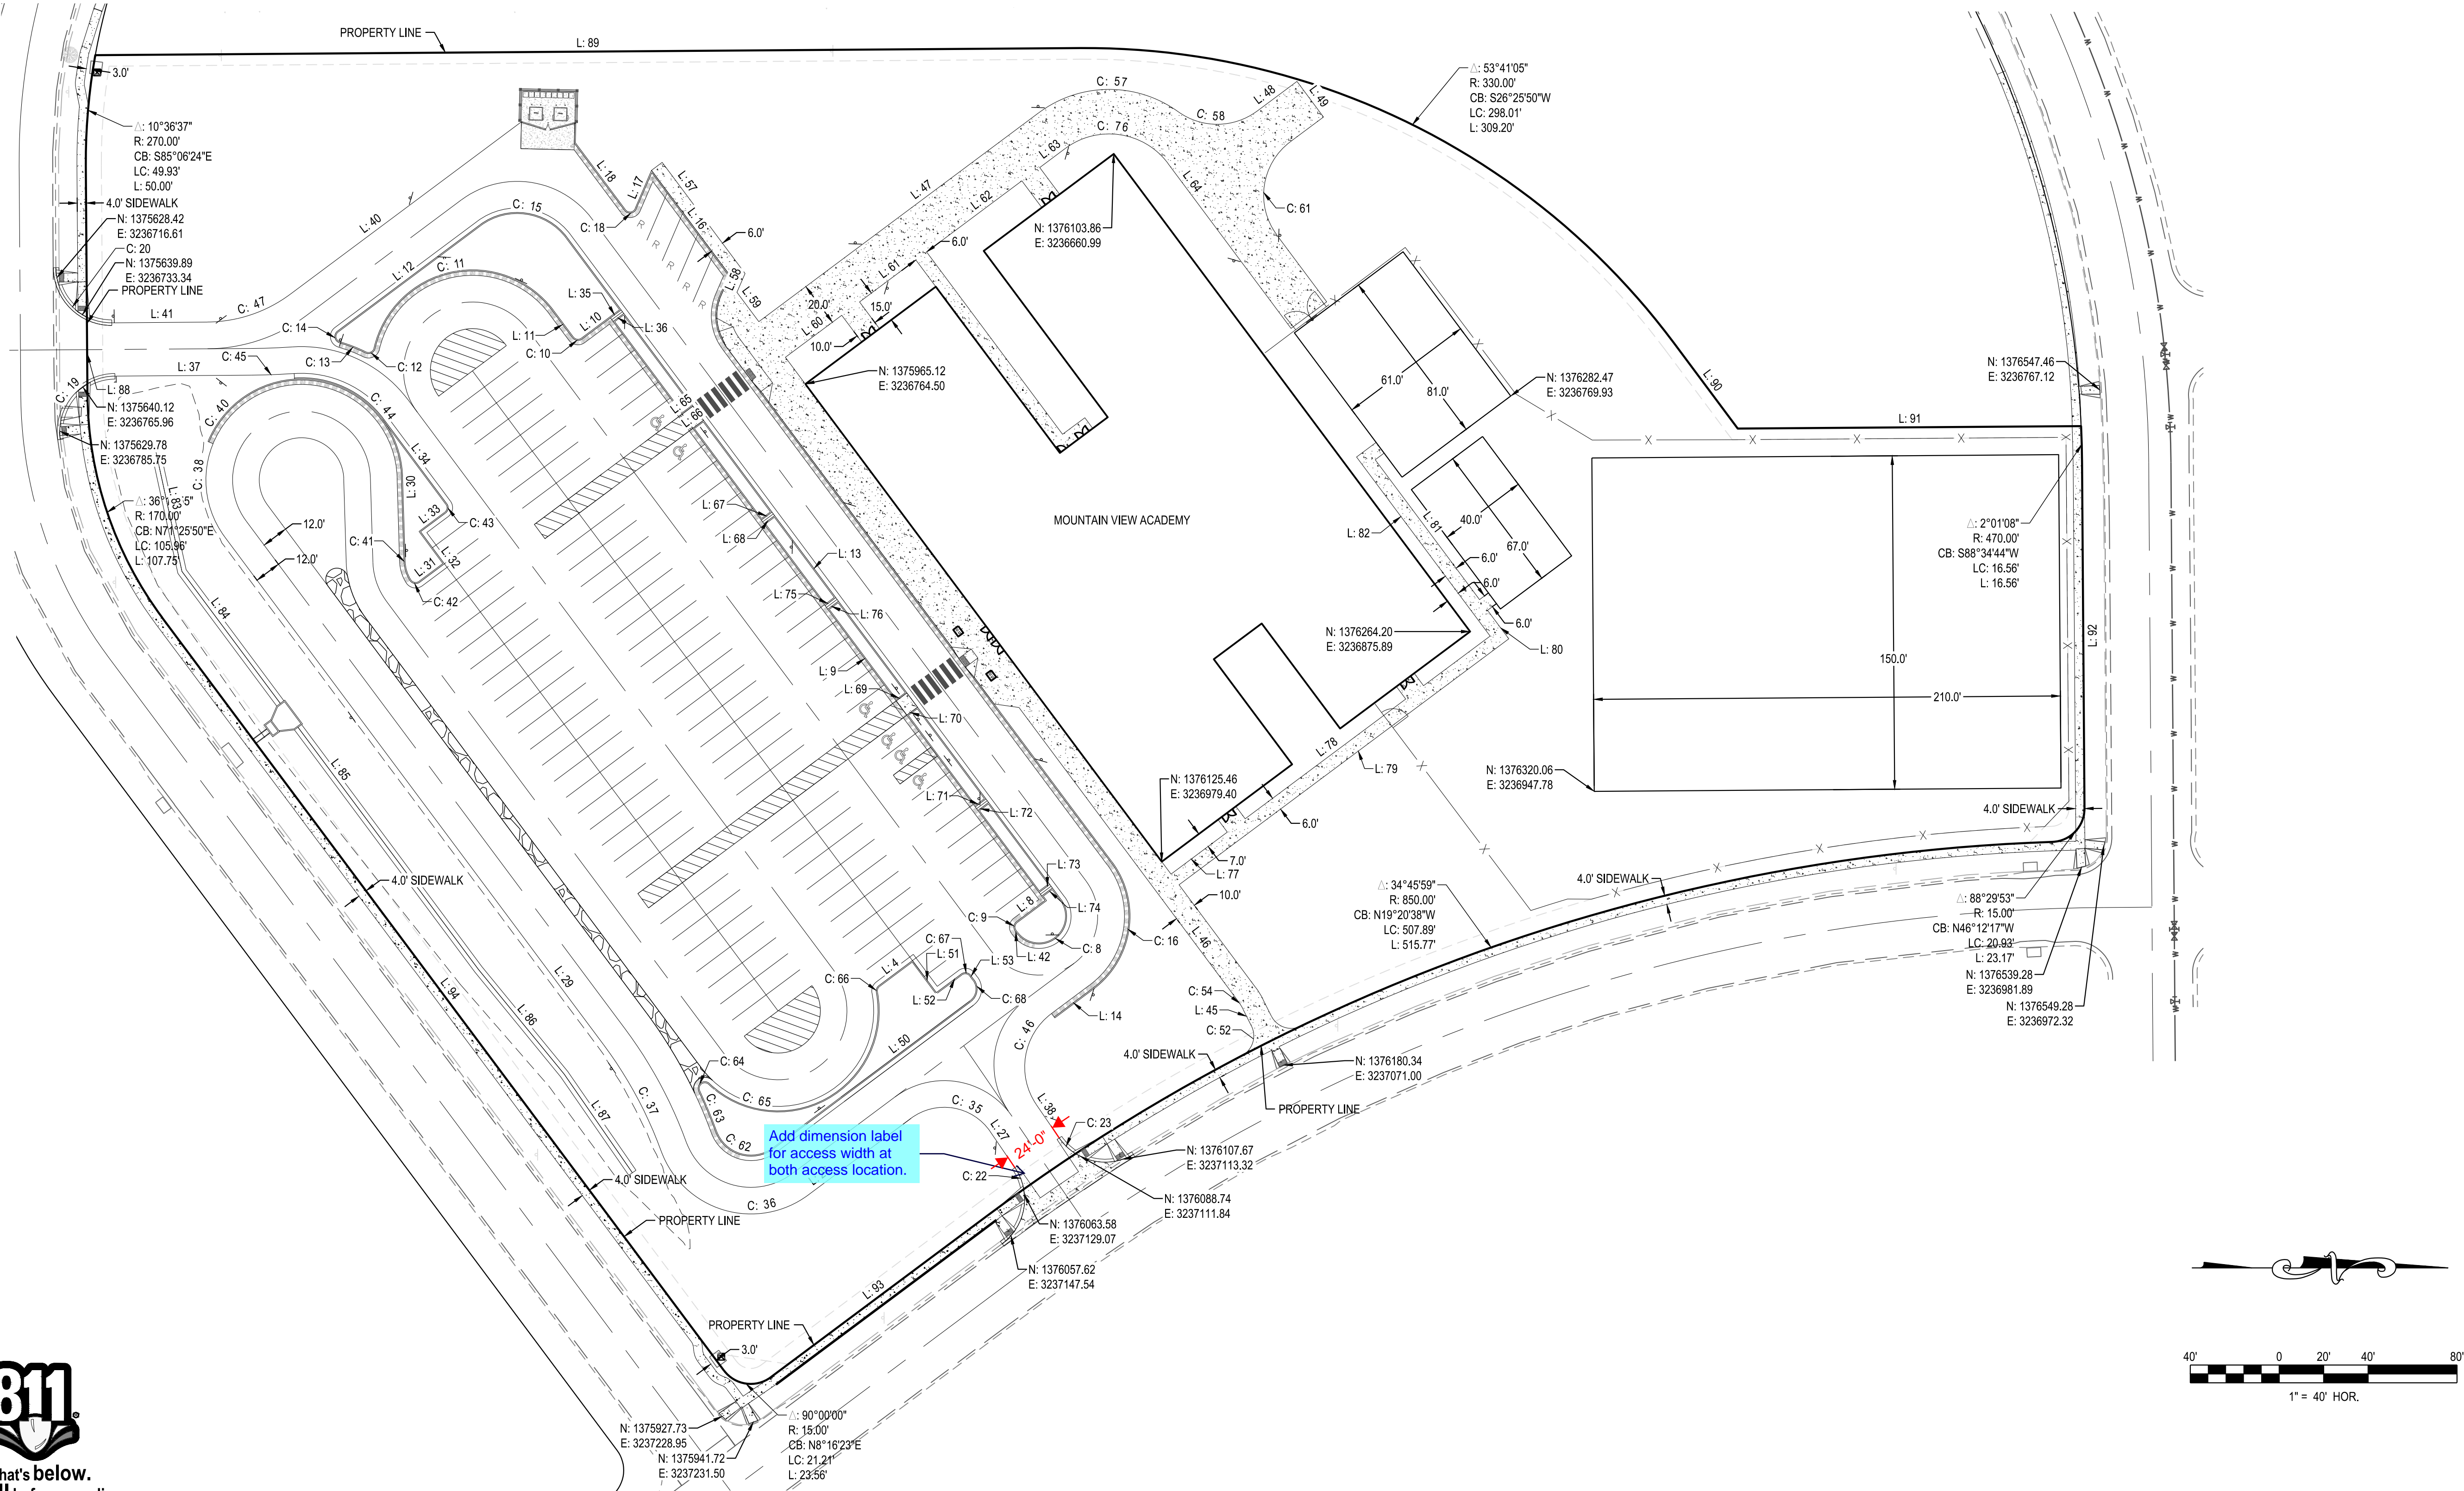 PROPERTY LINE
L: 89
3.0'
△: 10°36'37"
R: 270.00'
CB: S85°06'24"E
LC: 49.93'
L: 50.00'
4.0' SIDEWALK
N: 1375628.42
E: 3236716.61
C: 20
N: 1375639.89
E: 3236733.34
PROPERTY LINE
L: 41
C: 47
L: 40
L: 18
L: 17
L: 57
L: 16
C: 18
6.0'
C: 15
L: 12
C: 11
C: 14
C: 13
C: 12
L: 11
C: 10
L: 10
L: 35
L: 36
L: 58
L: 59
R
R
R
R
R
R
C: 57
L: 48
L: 49
C: 58
C: 76
L: 63
L: 47
L: 62
L: 64
C: 61
6.0'
L: 61
20.0'
15.0'
L: 60
10.0'
N: 1376103.86
E: 3236660.99
N: 1375965.12
E: 3236764.50
△: 53°41'05"
R: 330.00'
CB: S26°25'50"W
LC: 298.01'
L: 309.20'
61.0'
81.0'
N: 1376282.47
E: 3236769.93
L: 90
N: 1376547.46
E: 3236767.12
L: 91
C: 19
L: 37
C: 45
L: 88
N: 1375640.12
E: 3236765.96
N: 1375629.78
E: 3236785.75
C: 40
C: 44
C: 38
L: 34
L: 30
L: 33
C: 43
C: 41
L: 32
L: 31
C: 42
L: 83
R: 170.00'
CB: N71°25'50"E
LC: 105.96'
L: 107.75'
12.0'
12.0'
L: 84
L: 65
L: 66
L: 67
L: 68
L: 13
L: 75
L: 76
L: 9
L: 69
L: 70
L: 71
L: 72
L: 73
L: 74
MOUNTAIN VIEW ACADEMY
L: 82
L: 81
40.0'
67.0'
6.0'
6.0'
6.0'
L: 80
N: 1376264.20
E: 3236875.89
△: 2°01'08"
R: 470.00'
CB: S88°34'44"W
LC: 16.56'
L: 16.56'
L: 92
150.0'
210.0'
N: 1376320.06
E: 3236947.78
4.0' SIDEWALK
N: 1376125.46
E: 3236979.40
L: 78
L: 79
6.0'
7.0'
L: 77
10.0'
L: 85
4.0' SIDEWALK
L: 94
L: 29
L: 86
L: 87
L: 8
C: 9
L: 42
C: 8
C: 16
C: 67
L: 51
L: 53
C: 66
L: 4
L: 52
C: 68
L: 14
L: 50
C: 46
L: 46
C: 54
L: 45
C: 52
△: 34°45'59"
R: 850.00'
CB: N19°20'38"W
LC: 507.89'
L: 515.77'
4.0' SIDEWALK
△: 88°29'53"
R: 15.00'
CB: N46°12'17"W
LC: 20.93'
L: 23.17'
N: 1376539.28
E: 3236981.89
N: 1376549.28
E: 3236972.32
4.0' SIDEWALK
N: 1376180.34
E: 3237071.00
PROPERTY LINE
C: 64
C: 65
C: 63
C: 62
C: 37
C: 36
C: 35
L: 27
L: 38
24'-0"
C: 23
C: 22
Add dimension label
for access width at
both access location.
N: 1376107.67
E: 3237113.32
N: 1376088.74
E: 3237111.84
N: 1376063.58
E: 3237129.07
N: 1376057.62
E: 3237147.54
4.0' SIDEWALK
PROPERTY LINE
L: 93
PROPERTY LINE
3.0'
N: 1375927.73
E: 3237228.95
N: 1375941.72
E: 3237231.50
△: 90°00'00"
R: 15.00'
CB: N8°16'23"E
LC: 21.21'
L: 23.56'
811
hat's below.
40' 0 20' 40' 80'
1" = 40' HOR.